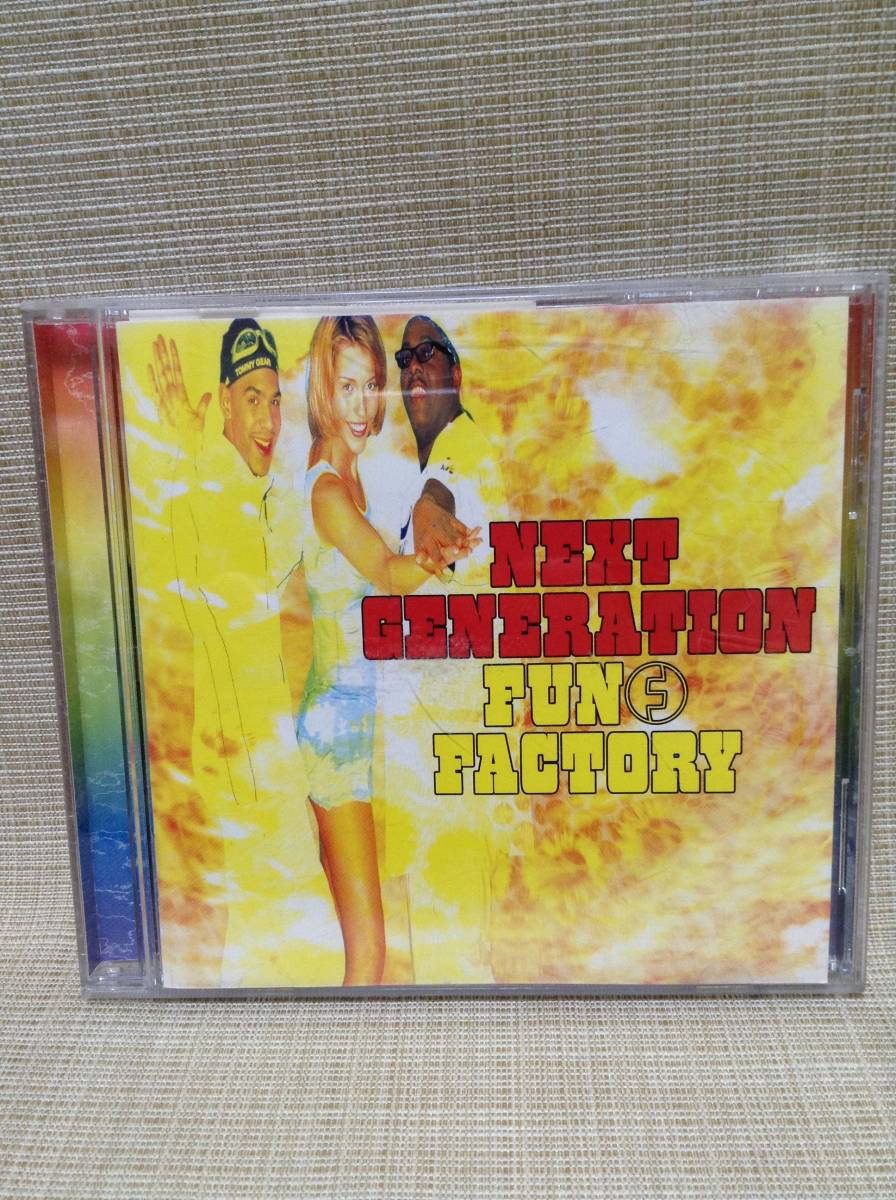 TOMMY GEAR
NEXT
GENERATION
FUN
FACTORY